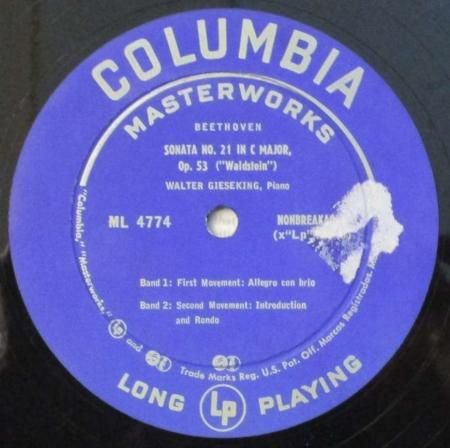 COLUMBIA
MASTERWORKS
BEETHOVEN
SONATA NO. 21 IN C MAJOR,
Op. 53 ("Waldstein")
WALTER GIESEKING, Piano
ML 4774
(x"Lp"
Band 1: First Movement: Allegro con brio
Band 2: Second Movement: Introduction
and Rondo
"Columbia," "Masterworks," Lp and Trade Marks Reg. U.S. Pat. Off. Marcas Registradas.
LONG Lp PLAYING